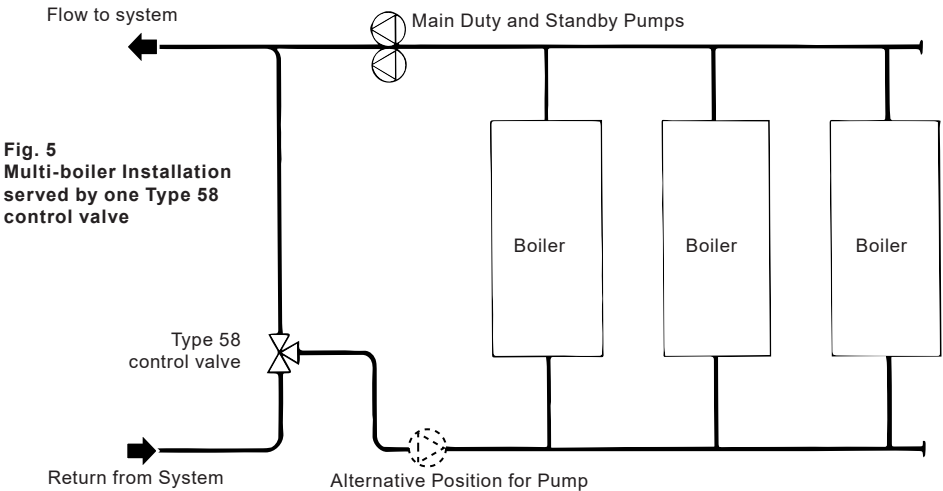 Flow to system
Main Duty and Standby Pumps
Fig. 5
Multi-boiler Installation
served by one Type 58
control valve
Boiler
Boiler
Boiler
Type 58
control valve
Return from System
Alternative Position for Pump